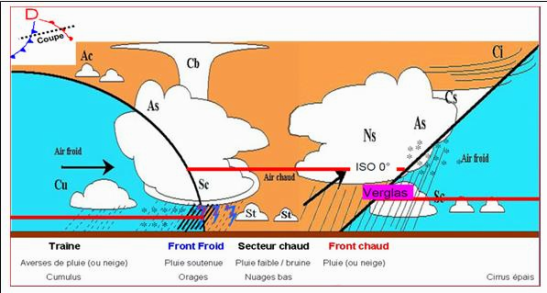 D
Coupe
Ac
Cb
Ci
As
Cs
Ns
As
Air froid
ISO 0°
Air froid
Air chaud
Cu
Sc
Verglas
Sc
St
St
Traine
Front Froid
Secteur chaud
Front chaud
Averses de pluie (ou neige)
Pluie soutenue
Pluie faible / bruine
Pluie (ou neige)
Cumulus
Orages
Nuages bas
Cirrus épais